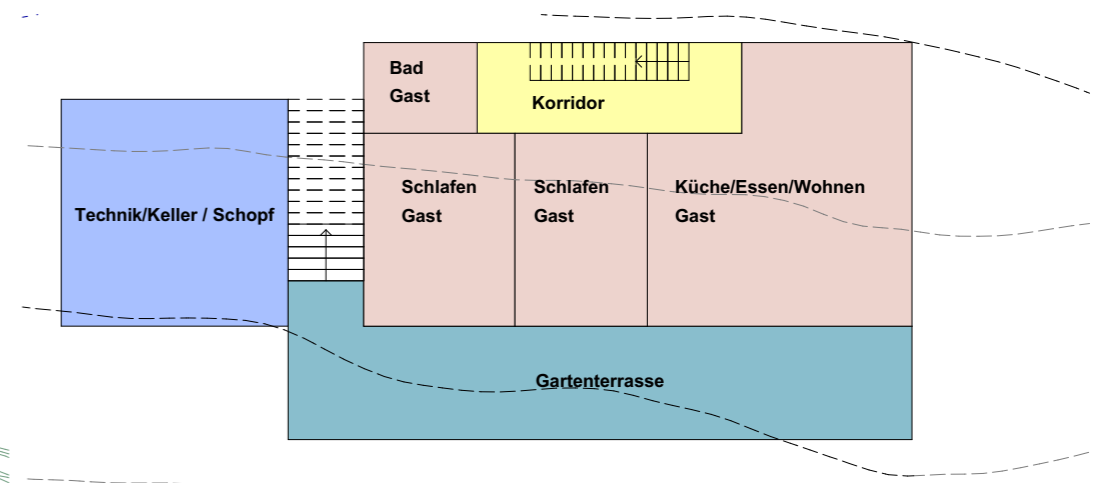 Bad
Gast
Korridor
Schlafen
Gast
Schlafen
Gast
Küche/Essen/Wohnen
Gast
Technik/Keller / Schopf
Gartenterrasse